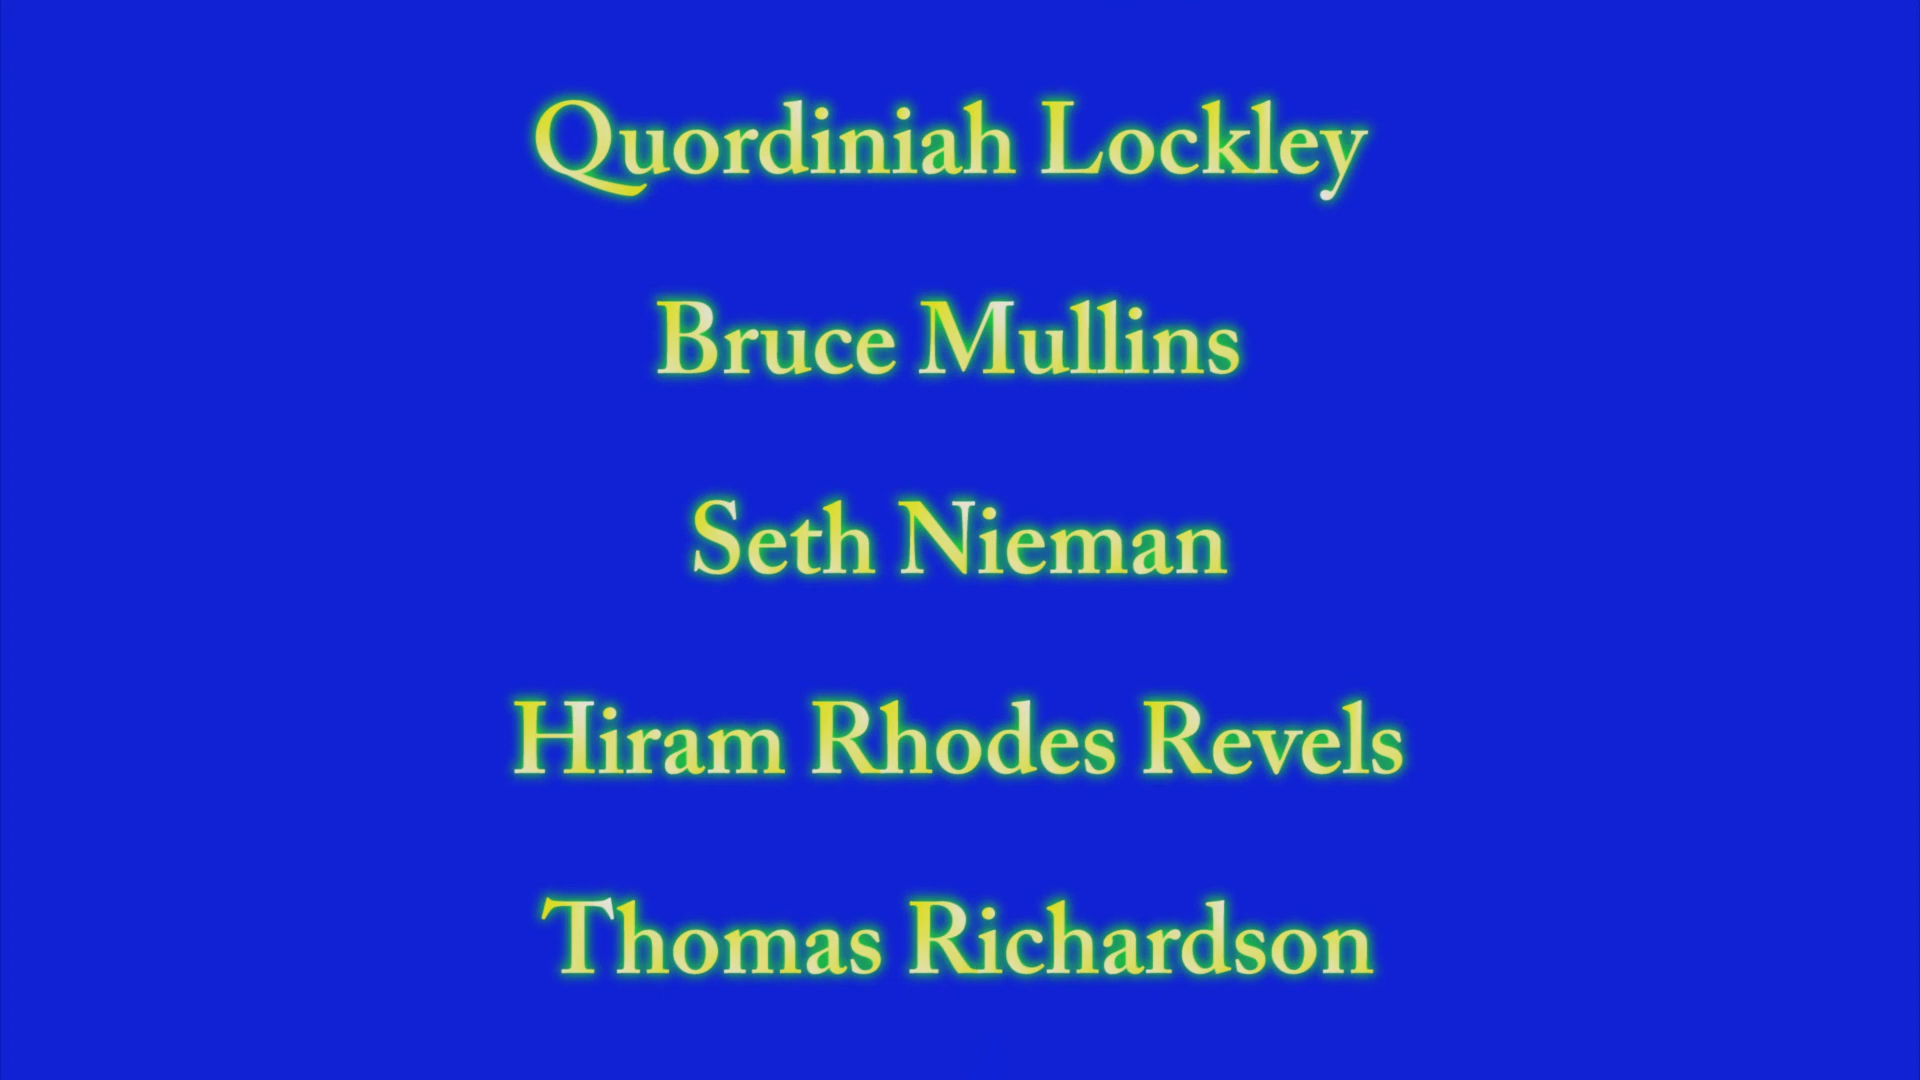 Quordiniah Lockley
Bruce Mullins
Seth Nieman
Hiram Rhodes Revels
Thomas Richardson